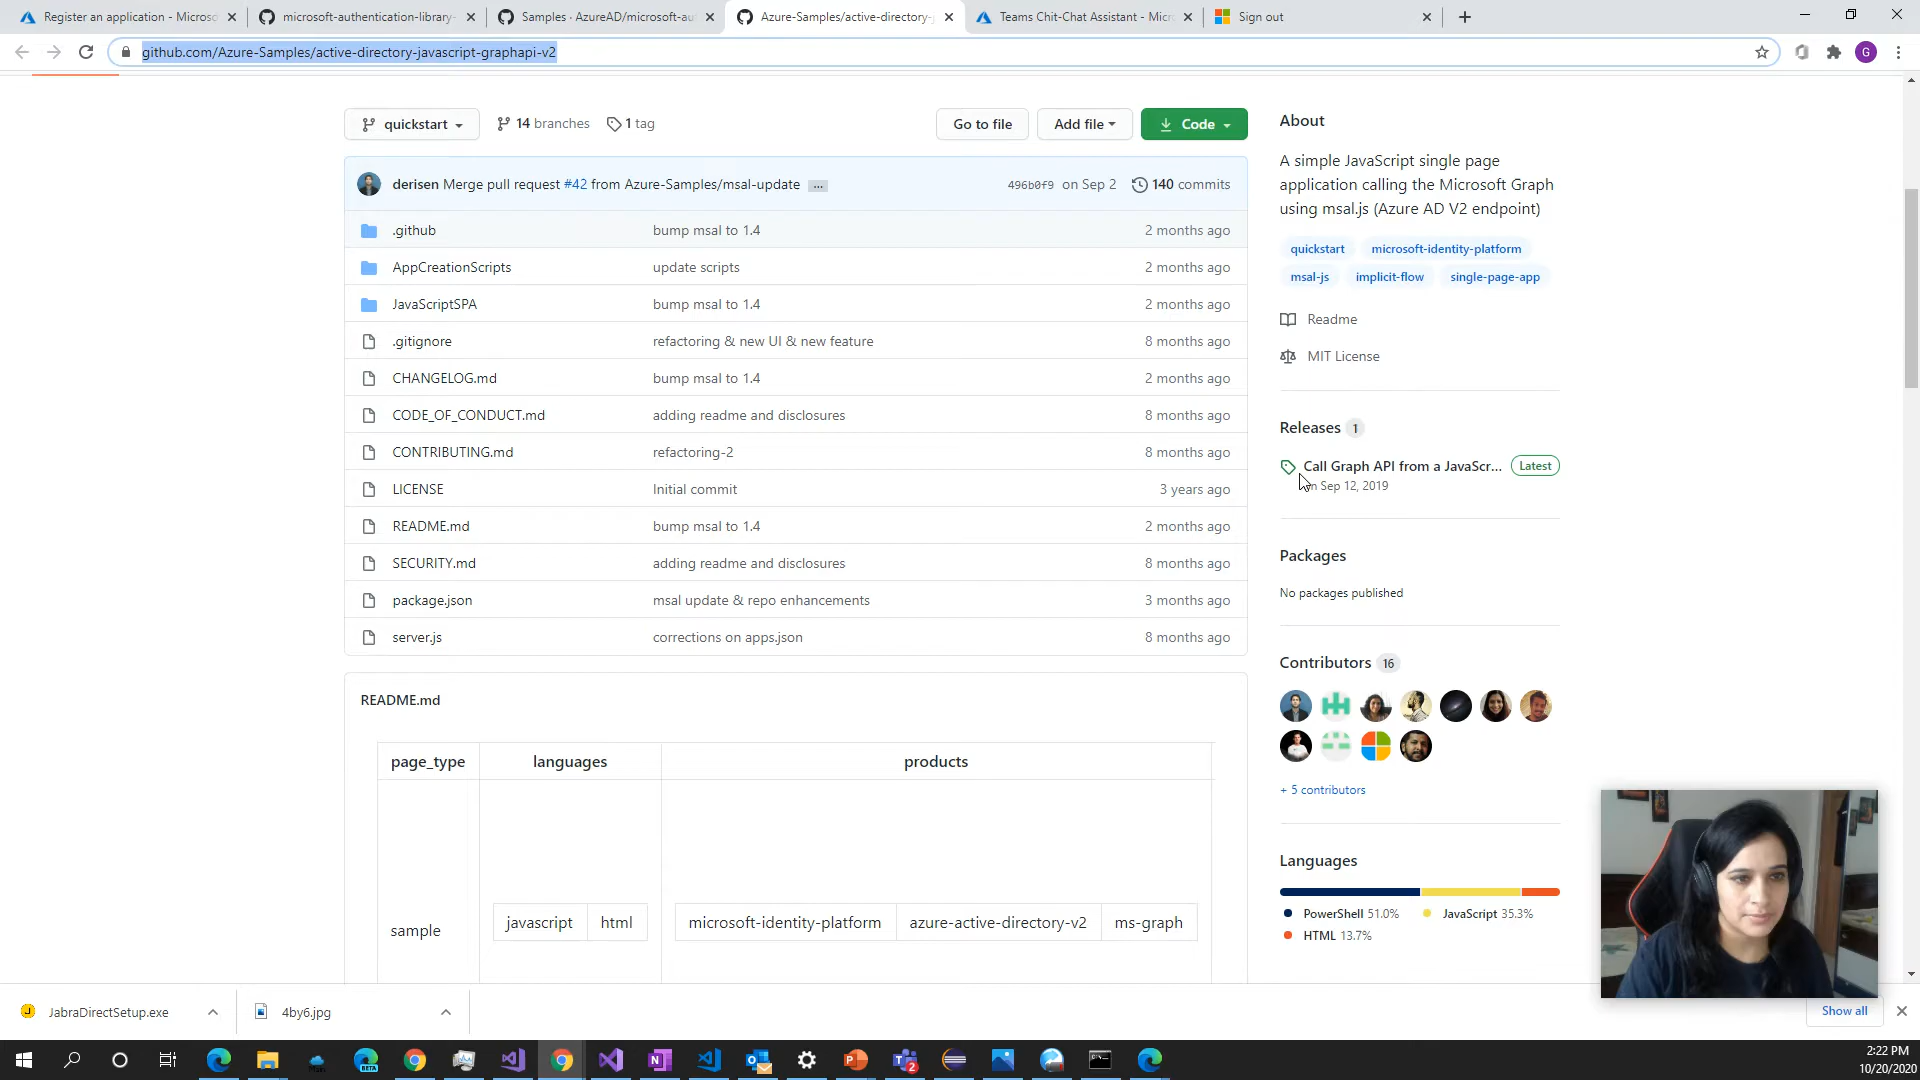 Register an application - Micros
microsoft-authentication-library-
Samples · AzureAD/microsoft-au
Azure-Samples/active-directory-
Teams Chit-Chat Assistant - Micr
Sign out
github.com/Azure-Samples/active-directory-javascript-graphapi-v2
G
quickstart
14 branches
1 tag
Go to file
Add file
Code
derisen Merge pull request #42 from Azure-Samples/msal-update ...
496b0f9 on Sep 2
140 commits
.github bump msal to 1.4 2 months ago
AppCreationScripts update scripts 2 months ago
JavaScriptSPA bump msal to 1.4 2 months ago
.gitignore refactoring & new UI & new feature 8 months ago
CHANGELOG.md bump msal to 1.4 2 months ago
CODE_OF_CONDUCT.md adding readme and disclosures 8 months ago
CONTRIBUTING.md refactoring-2 8 months ago
LICENSE Initial commit 3 years ago
README.md bump msal to 1.4 2 months ago
SECURITY.md adding readme and disclosures 8 months ago
package.json msal update & repo enhancements 3 months ago
server.js corrections on apps.json 8 months ago
README.md
page_type languages products
sample javascript html microsoft-identity-platform azure-active-directory-v2 ms-graph
About
A simple JavaScript single page
application calling the Microsoft Graph
using msal.js (Azure AD V2 endpoint)
quickstart microsoft-identity-platform
msal-js implicit-flow single-page-app
Readme
MIT License
Releases 1
Call Graph API from a JavaScr... Latest
Sep 12, 2019
Packages
No packages published
Contributors 16
+ 5 contributors
Languages
PowerShell 51.0% JavaScript 35.3%
HTML 13.7%
JabraDirectSetup.exe
4by6.jpg
Show all
BETA
2
2:22 PM
10/20/2020